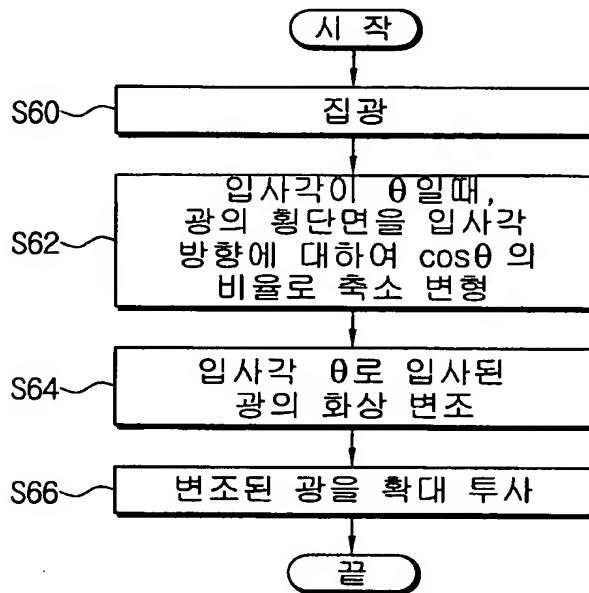 시 작
S60
집광
S62
입사각이 θ일때,
광의 횡단면을 입사각
방향에 대하여 cosθ 의
비율로 축소 변형
S64
입사각 θ로 입사된
광의 화상 변조
S66
변조된 광을 확대 투사
끝